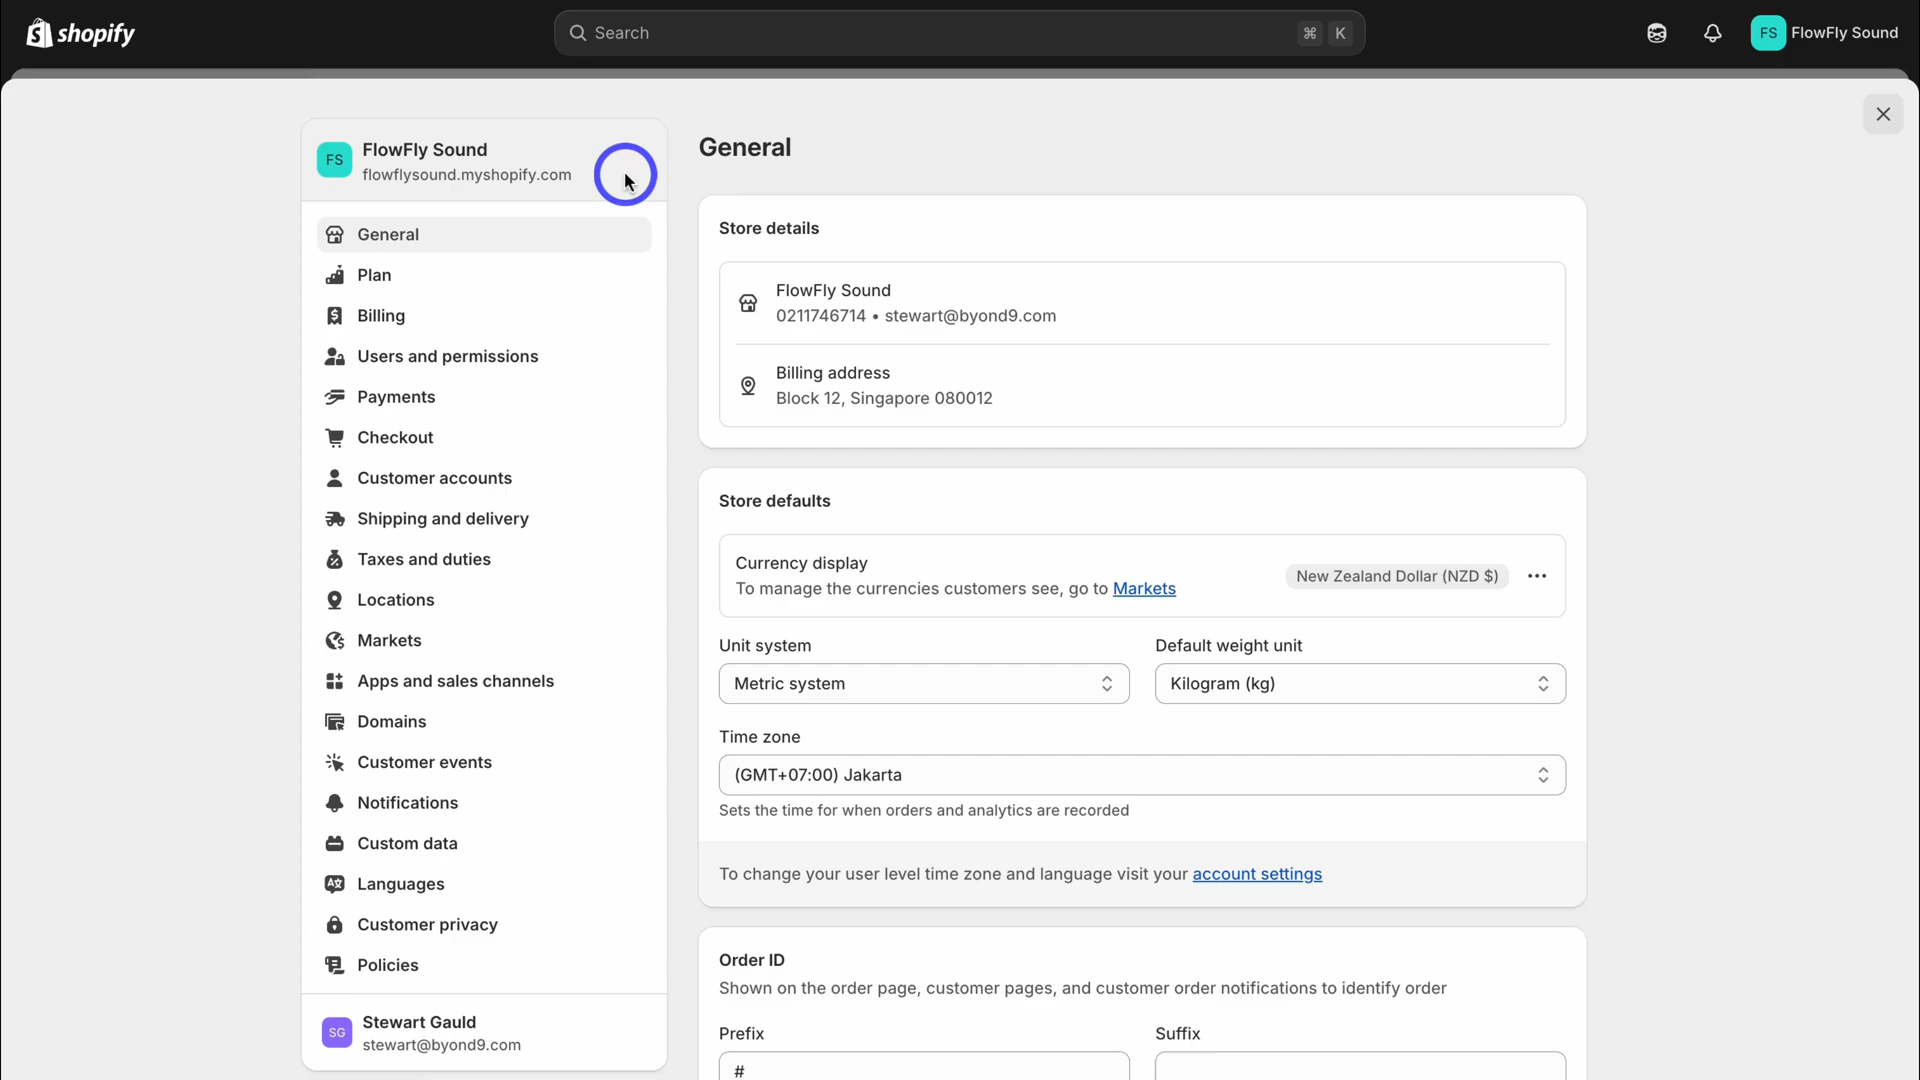 shopify
Search
⌘ K
FS FlowFly Sound
FS
FlowFly Sound
flowflysound.myshopify.com
General
Plan
Billing
Users and permissions
Payments
Checkout
Customer accounts
Shipping and delivery
Taxes and duties
Locations
Markets
Apps and sales channels
Domains
Customer events
Notifications
Custom data
Languages
Customer privacy
Policies
SG
Stewart Gauld
stewart@byond9.com
General
Store details
FlowFly Sound
0211746714 • stewart@byond9.com
Billing address
Block 12, Singapore 080012
Store defaults
Currency display
To manage the currencies customers see, go to Markets
New Zealand Dollar (NZD $)
Unit system
Metric system
Default weight unit
Kilogram (kg)
Time zone
(GMT+07:00) Jakarta
Sets the time for when orders and analytics are recorded
To change your user level time zone and language visit your account settings
Order ID
Shown on the order page, customer pages, and customer order notifications to identify order
Prefix
#
Suffix